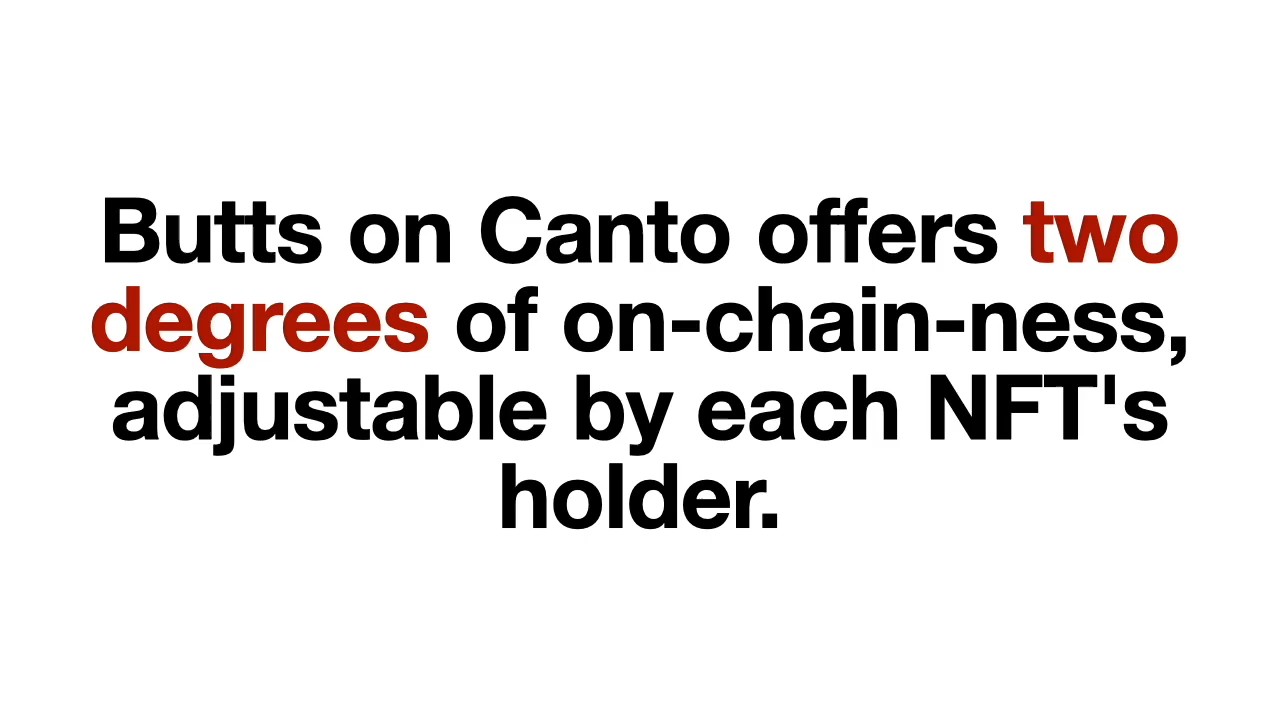 Butts on Canto offers two
degrees of on-chain-ness,
adjustable by each NFT's
holder.